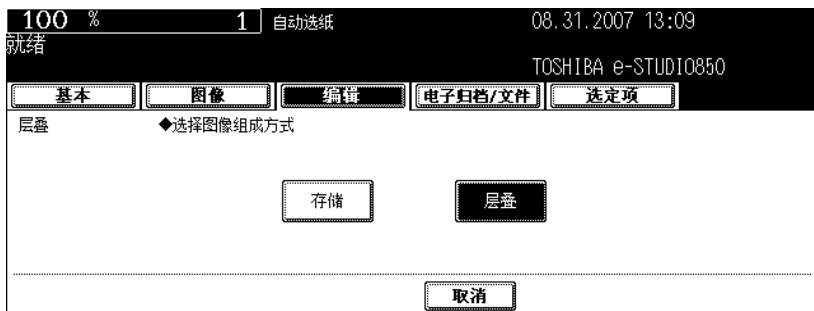 100 % 1 自动选纸 08.31.2007 13:09
就绪
TOSHIBA e-STUDIO850
基本 图像 编辑 电子归档/文件 选定项
层叠 ◆选择图像组成方式
存储 层叠
取消